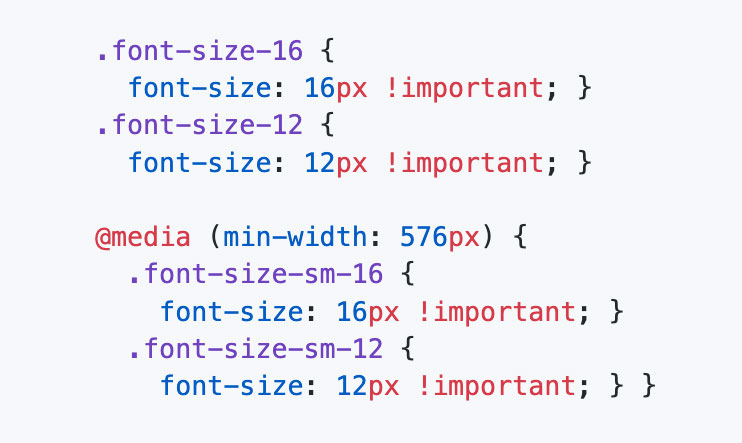 .font-size-16 {
  font-size: 16px !important; }
.font-size-12 {
  font-size: 12px !important; }

@media (min-width: 576px) {
  .font-size-sm-16 {
    font-size: 16px !important; }
  .font-size-sm-12 {
    font-size: 12px !important; } }